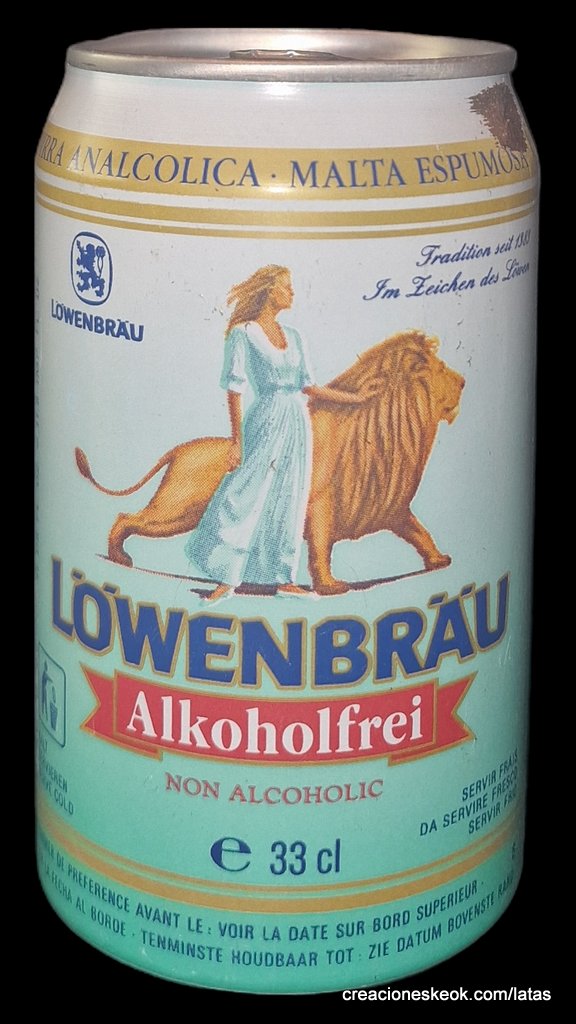 RRA ANALCOLICA · MALTA ESPUMOSA
LÖWENBRÄU
Tradition seit 1383
Im Zeichen des Löwen
LÖWENBRÄU
Alkoholfrei
NON ALCOHOLIC
COLD
SERVIR FRAIS
DA SERVIRE FRESCO
SERVIR
e 33 cl
DE PREFERENCE AVANT LE : VOIR LA DATE SUR BORD SUPERIEUR ·
FECHA AL BORDE · TENMINSTE HOUDBAAR TOT : ZIE DATUM BOVENSTE RAND
creacioneskeok.com/latas